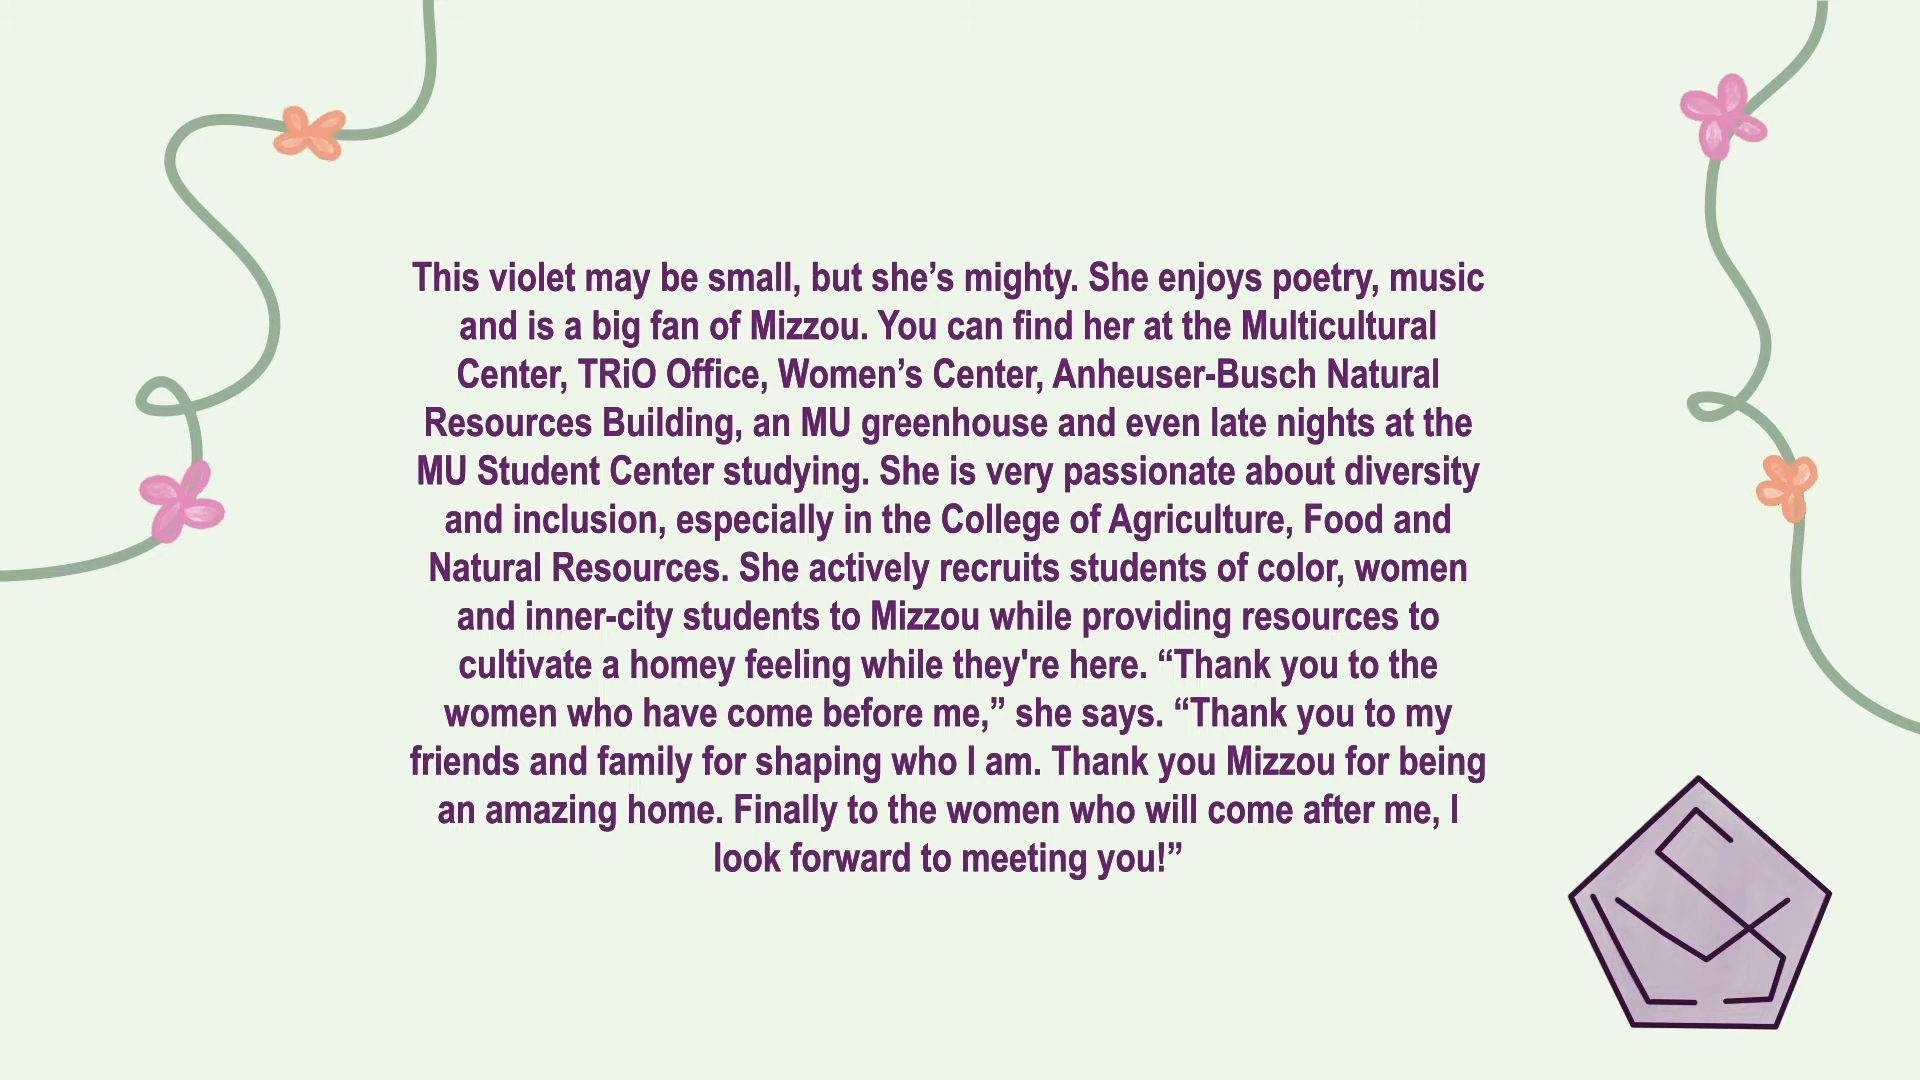 This violet may be small, but she’s mighty. She enjoys poetry, music
and is a big fan of Mizzou. You can find her at the Multicultural
Center, TRiO Office, Women’s Center, Anheuser-Busch Natural
Resources Building, an MU greenhouse and even late nights at the
MU Student Center studying. She is very passionate about diversity
and inclusion, especially in the College of Agriculture, Food and
Natural Resources. She actively recruits students of color, women
and inner-city students to Mizzou while providing resources to
cultivate a homey feeling while they're here. “Thank you to the
women who have come before me,” she says. “Thank you to my
friends and family for shaping who I am. Thank you Mizzou for being
an amazing home. Finally to the women who will come after me, I
look forward to meeting you!”